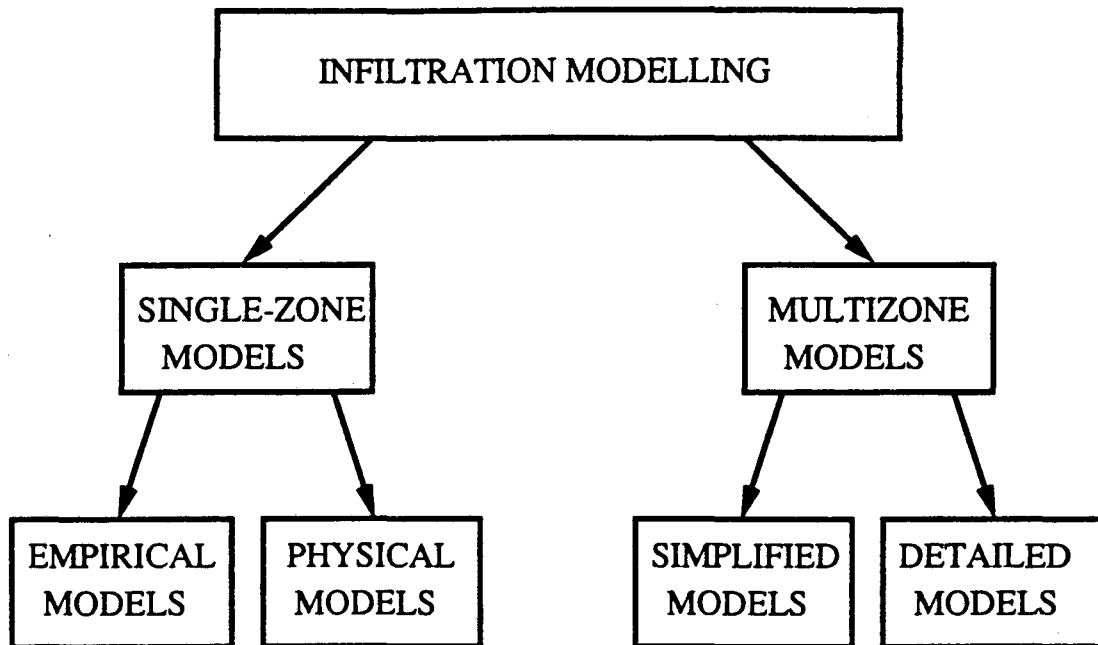 INFILTRATION MODELLING
SINGLE-ZONE
MODELS
MULTIZONE
MODELS
EMPIRICAL
MODELS
PHYSICAL
MODELS
SIMPLIFIED
MODELS
DETAILED
MODELS